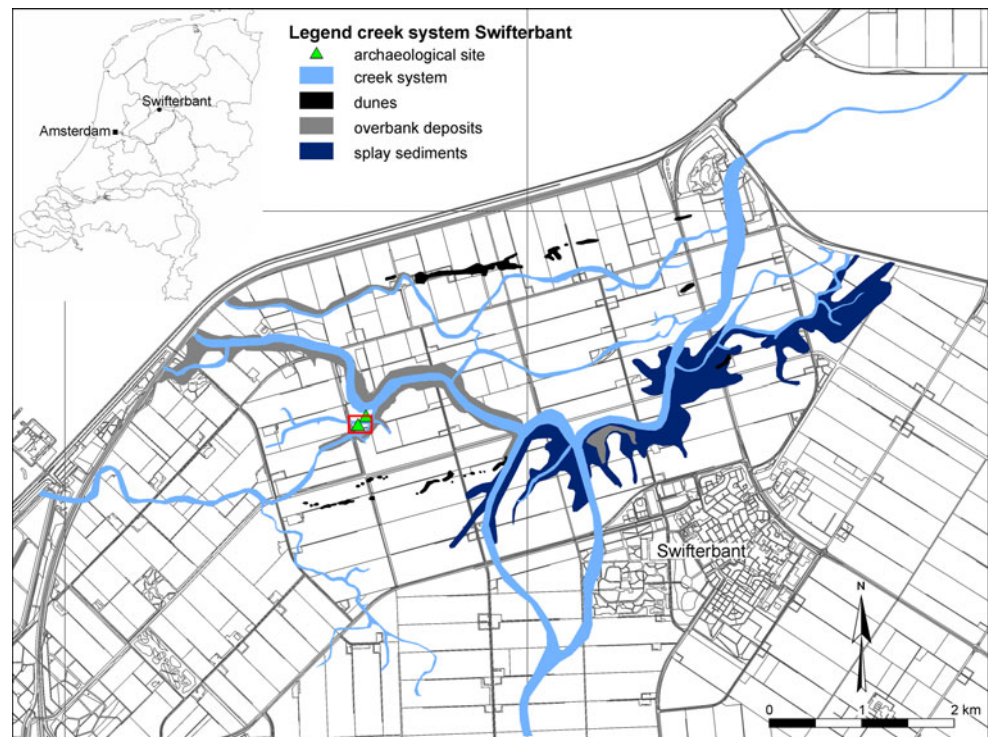 Swifterbant
Amsterdam
Legend creek system Swifterbant
archaeological site
creek system
dunes
overbank deposits
splay sediments
Swifterbant
N
0 1 2 km